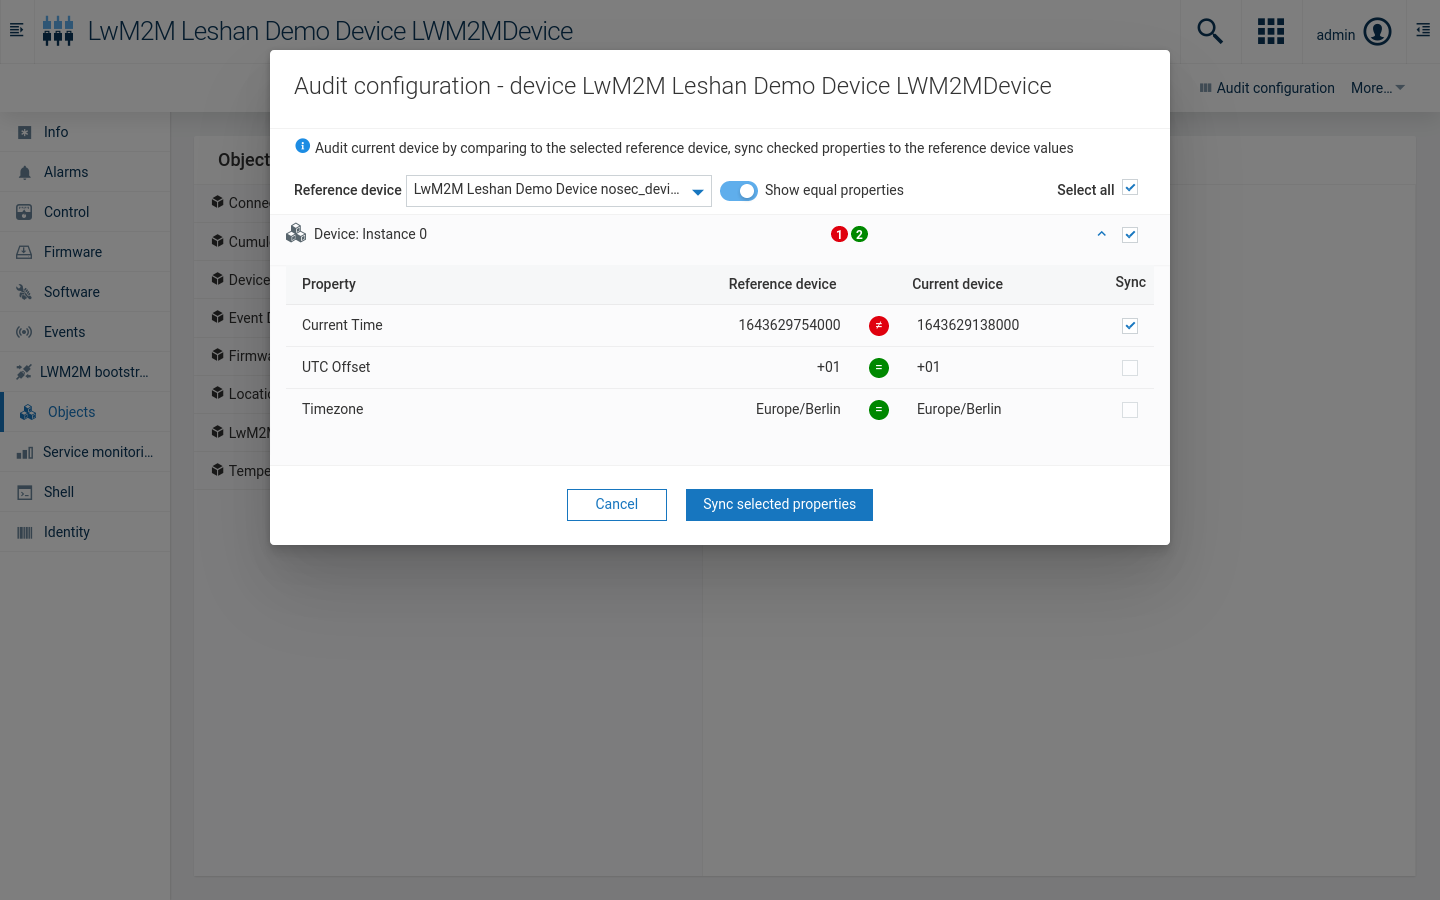 LwM2M Leshan Demo Device LWM2MDevice
admin
Audit configuration
More...
Info
Alarms
Control
Firmware
Software
Events
LWM2M bootstr...
Objects
Service monitori...
Shell
Identity
Object
Conne
Cumul
Device
Event D
Firmwa
Locatio
LwM2M
Tempe
Audit configuration - device LwM2M Leshan Demo Device LWM2MDevice
Audit current device by comparing to the selected reference device, sync checked properties to the reference device values
Reference device LwM2M Leshan Demo Device nosec_devi... Show equal properties Select all
Device: Instance 0 1 2
Property Reference device Current device Sync
Current Time 1643629754000 ≠ 1643629138000
UTC Offset +01 = +01
Timezone Europe/Berlin = Europe/Berlin
Cancel Sync selected properties